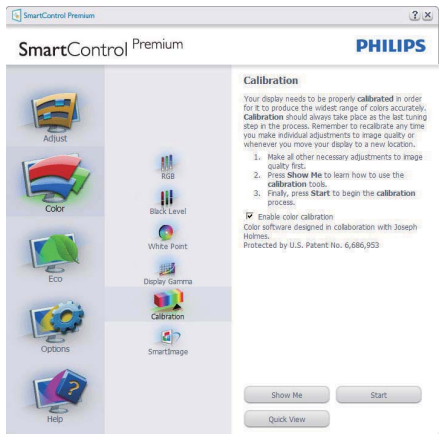 SmartControl Premium
SmartControl Premium
PHILIPS
Adjust
Color
Eco
Options
Help
RGB
Black Level
White Point
Display Gamma
Calibration
SmartImage
Calibration
Your display needs to be properly calibrated in order
for it to produce the widest range of colors accurately.
Calibration should always take place as the last tuning
step in the process. Remember to recalibrate any time
you make individual adjustments to image quality or
whenever you move your display to a new location.
1. Make all other necessary adjustments to image
quality first.
2. Press Show Me to learn how to use the
calibration tools.
3. Finally, press Start to begin the calibration
process.
Enable color calibration
Color software designed in collaboration with Joseph
Holmes.
Protected by U.S. Patent No. 6,686,953
Show Me
Start
Quick View